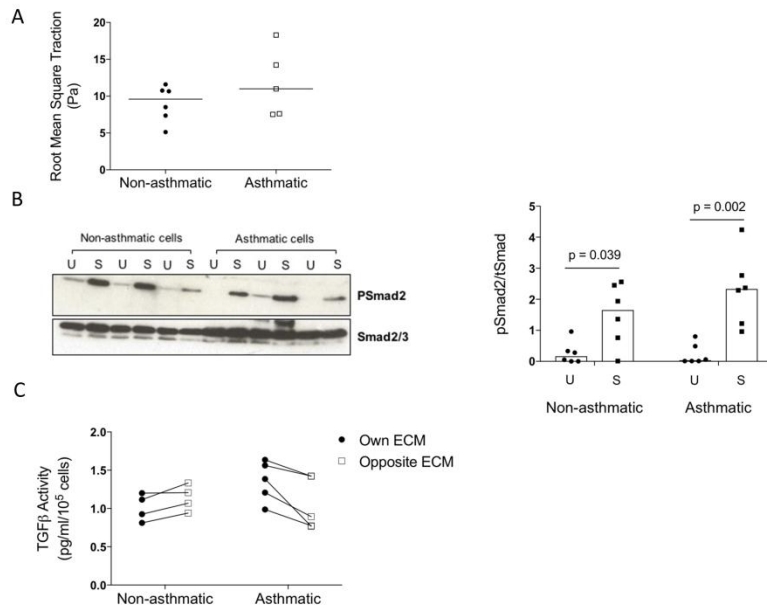 A
Root Mean Square Traction
(Pa)
20
15
10
5
0
Non-asthmatic
Asthmatic
B
Non-asthmatic cells
Asthmatic cells
U S U S U S U S U S U S
PSmad2
Smad2/3
pSmad2/tSmad
5
4
3
2
1
0
p = 0.039
p = 0.002
U S U S
Non-asthmatic
Asthmatic
C
TGFβ Activity
(pg/ml/10⁵ cells)
2.0
1.5
1.0
0.5
0.0
Non-asthmatic
Asthmatic
Own ECM
Opposite ECM